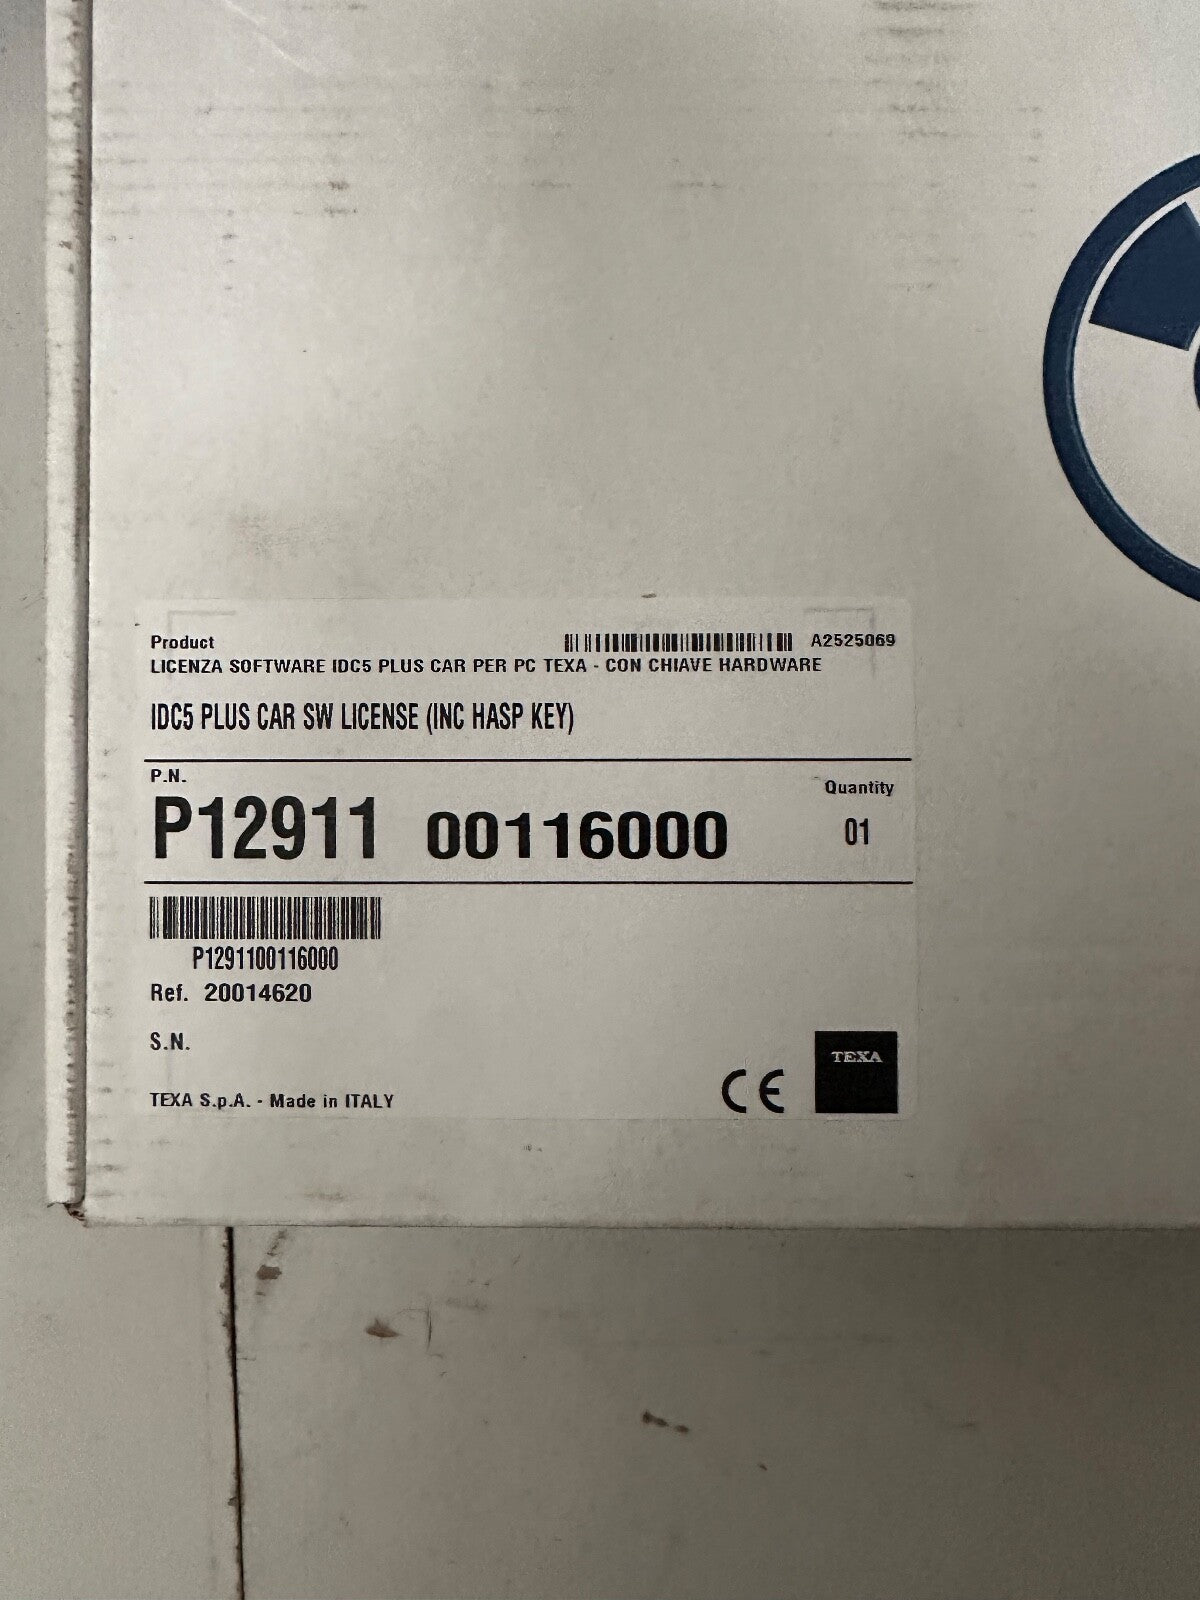 Product
A2525069
LICENZA SOFTWARE IDC5 PLUS CAR PER PC TEXA - CON CHIAVE HARDWARE
IDC5 PLUS CAR SW LICENSE (INC HASP KEY)
P.N.
P12911 00116000
Quantity
01
P1291100116000
Ref. 20014620
S.N.
TEXA S.p.A. - Made in ITALY
CE
TEXA